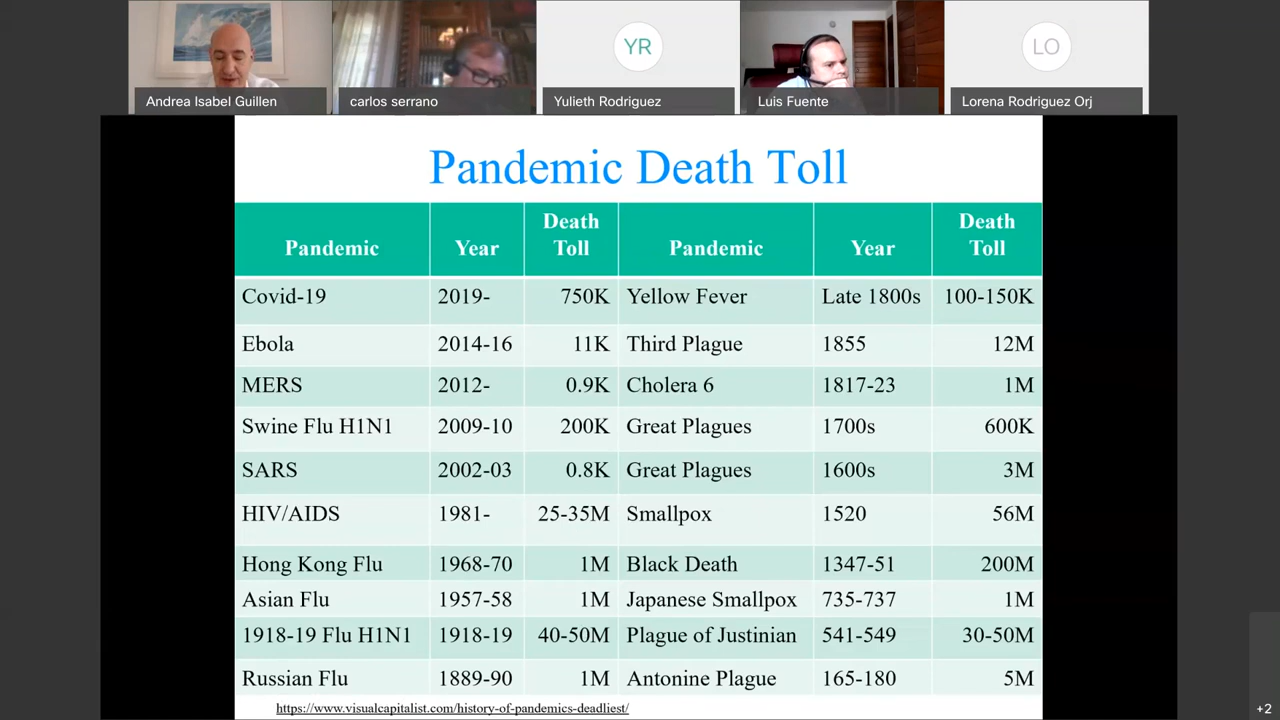 YR
LO
Andrea Isabel Guillen
carlos serrano
Yulieth Rodriguez
Luis Fuente
Lorena Rodriguez Orj
Pandemic Death Toll
Pandemic Year Death Toll Pandemic Year Death Toll
Covid-19 2019- 750K Yellow Fever Late 1800s 100-150K
Ebola 2014-16 11K Third Plague 1855 12M
MERS 2012- 0.9K Cholera 6 1817-23 1M
Swine Flu H1N1 2009-10 200K Great Plagues 1700s 600K
SARS 2002-03 0.8K Great Plagues 1600s 3M
HIV/AIDS 1981- 25-35M Smallpox 1520 56M
Hong Kong Flu 1968-70 1M Black Death 1347-51 200M
Asian Flu 1957-58 1M Japanese Smallpox 735-737 1M
1918-19 Flu H1N1 1918-19 40-50M Plague of Justinian 541-549 30-50M
Russian Flu 1889-90 1M Antonine Plague 165-180 5M
https://www.visualcapitalist.com/history-of-pandemics-deadliest/
+2